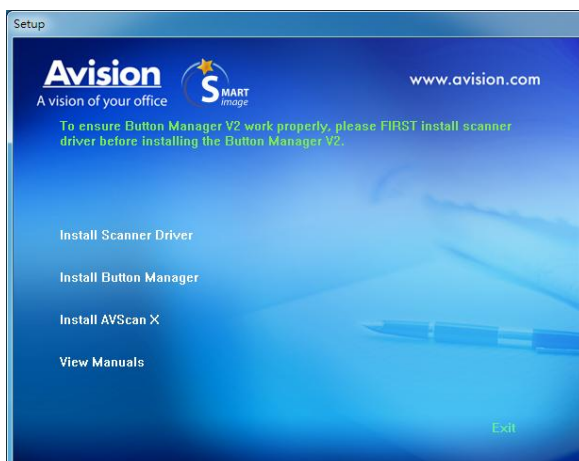 Setup
Avision
A vision of your office
SMART
image
www.avision.com
To ensure Button Manager V2 work properly, please FIRST install scanner
driver before installing the Button Manager V2.
Install Scanner Driver
Install Button Manager
Install AVScan X
View Manuals
Exit